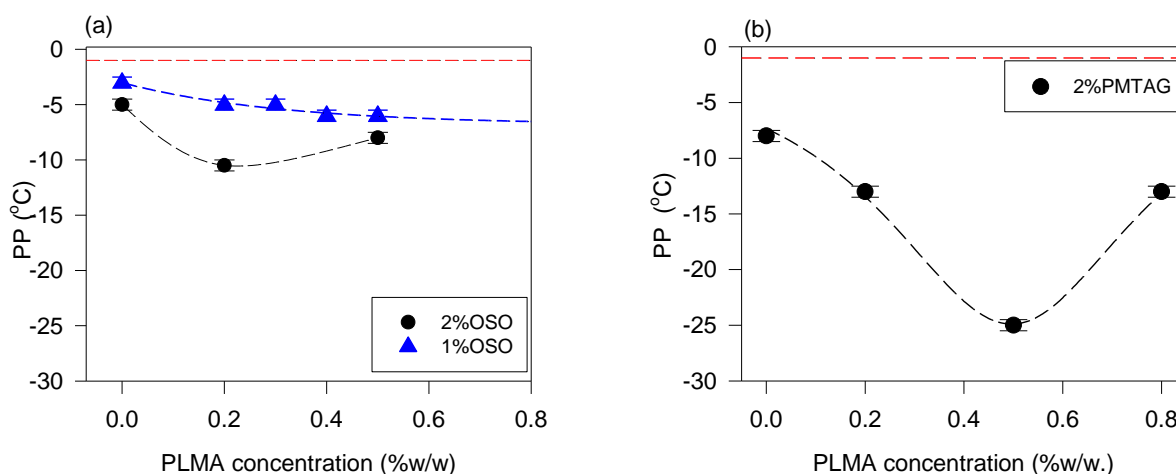 (a)
0
-5
-10
-15
-20
-25
-30
PP (°C)
2%OSO
1%OSO
0.0 0.2 0.4 0.6 0.8
PLMA concentration (%w/w)
(b)
0
-5
-10
-15
-20
-25
-30
PP (°C)
2%PMTAG
0.0 0.2 0.4 0.6 0.8
PLMA concentration (%w/w.)